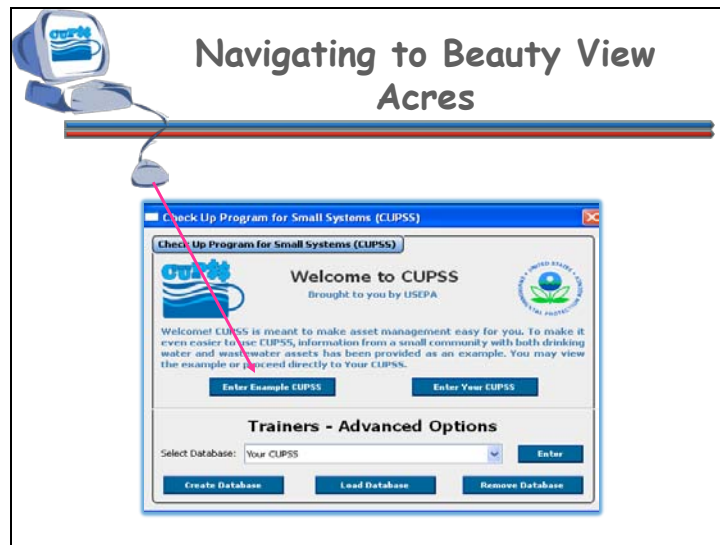 CUP$$
Navigating to Beauty View
Acres
Check Up Program for Small Systems (CUPSS)
Check Up Program for Small Systems (CUPSS)
CUP$$
Welcome to CUPSS
Brought to you by USEPA
Welcome! CUPSS is meant to make asset management easy for you. To make it
even easier to use CUPSS, information from a small community with both drinking
water and wastewater assets has been provided as an example. You may view
the example or proceed directly to Your CUPSS.
Enter Example CUPSS
Enter Your CUPSS
Trainers - Advanced Options
Select Database:
Your CUPSS
Enter
Create Database
Load Database
Remove Database